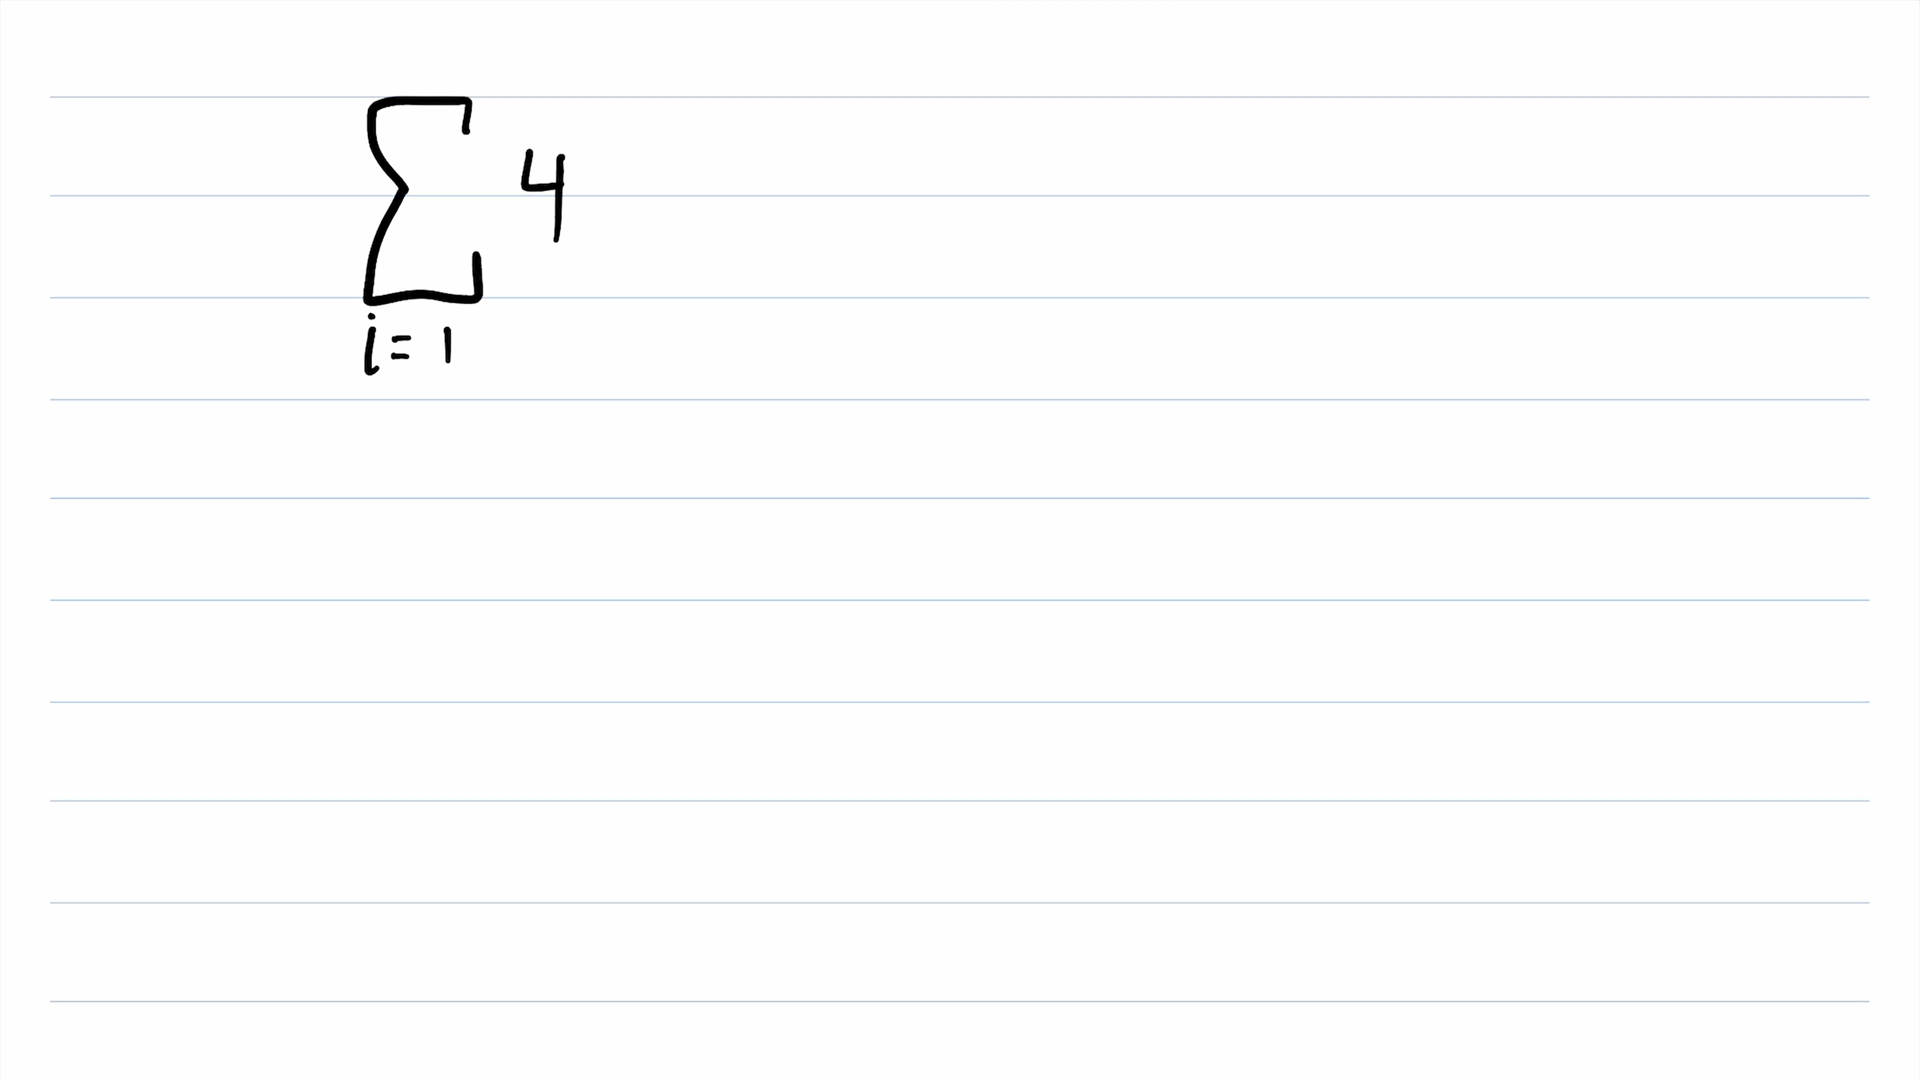 ∑ 4
i = 1